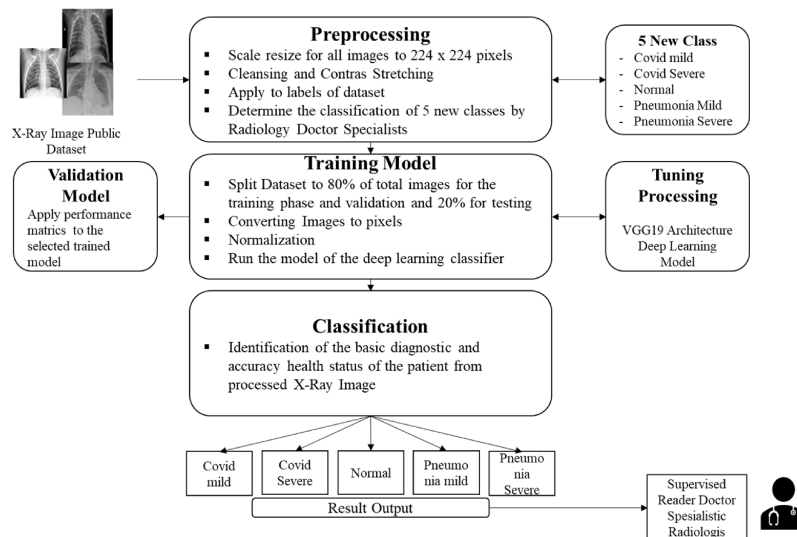 Preprocessing
▪ Scale resize for all images to 224 x 224 pixels
▪ Cleansing and Contras Stretching
▪ Apply to labels of dataset
▪ Determine the classification of 5 new classes by
Radiology Doctor Specialists
5 New Class
- Covid mild
- Covid Severe
- Normal
- Pneumonia Mild
- Pneumonia Severe
X-Ray Image Public
Dataset
Validation
Model
Apply performance
matrics to the
selected trained
model
Training Model
▪ Split Dataset to 80% of total images for the
training phase and validation and 20% for testing
▪ Converting Images to pixels
▪ Normalization
▪ Run the model of the deep learning classifier
Tuning
Processing
VGG19 Architecture
Deep Learning
Model
Classification
▪ Identification of the basic diagnostic and
accuracy health status of the patient from
processed X-Ray Image
Covid
mild
Covid
Severe
Normal
Pneumo
nia mild
Pneumo
nia
Severe
Result Output
Supervised
Reader Doctor
Spesialistic
Radiologis